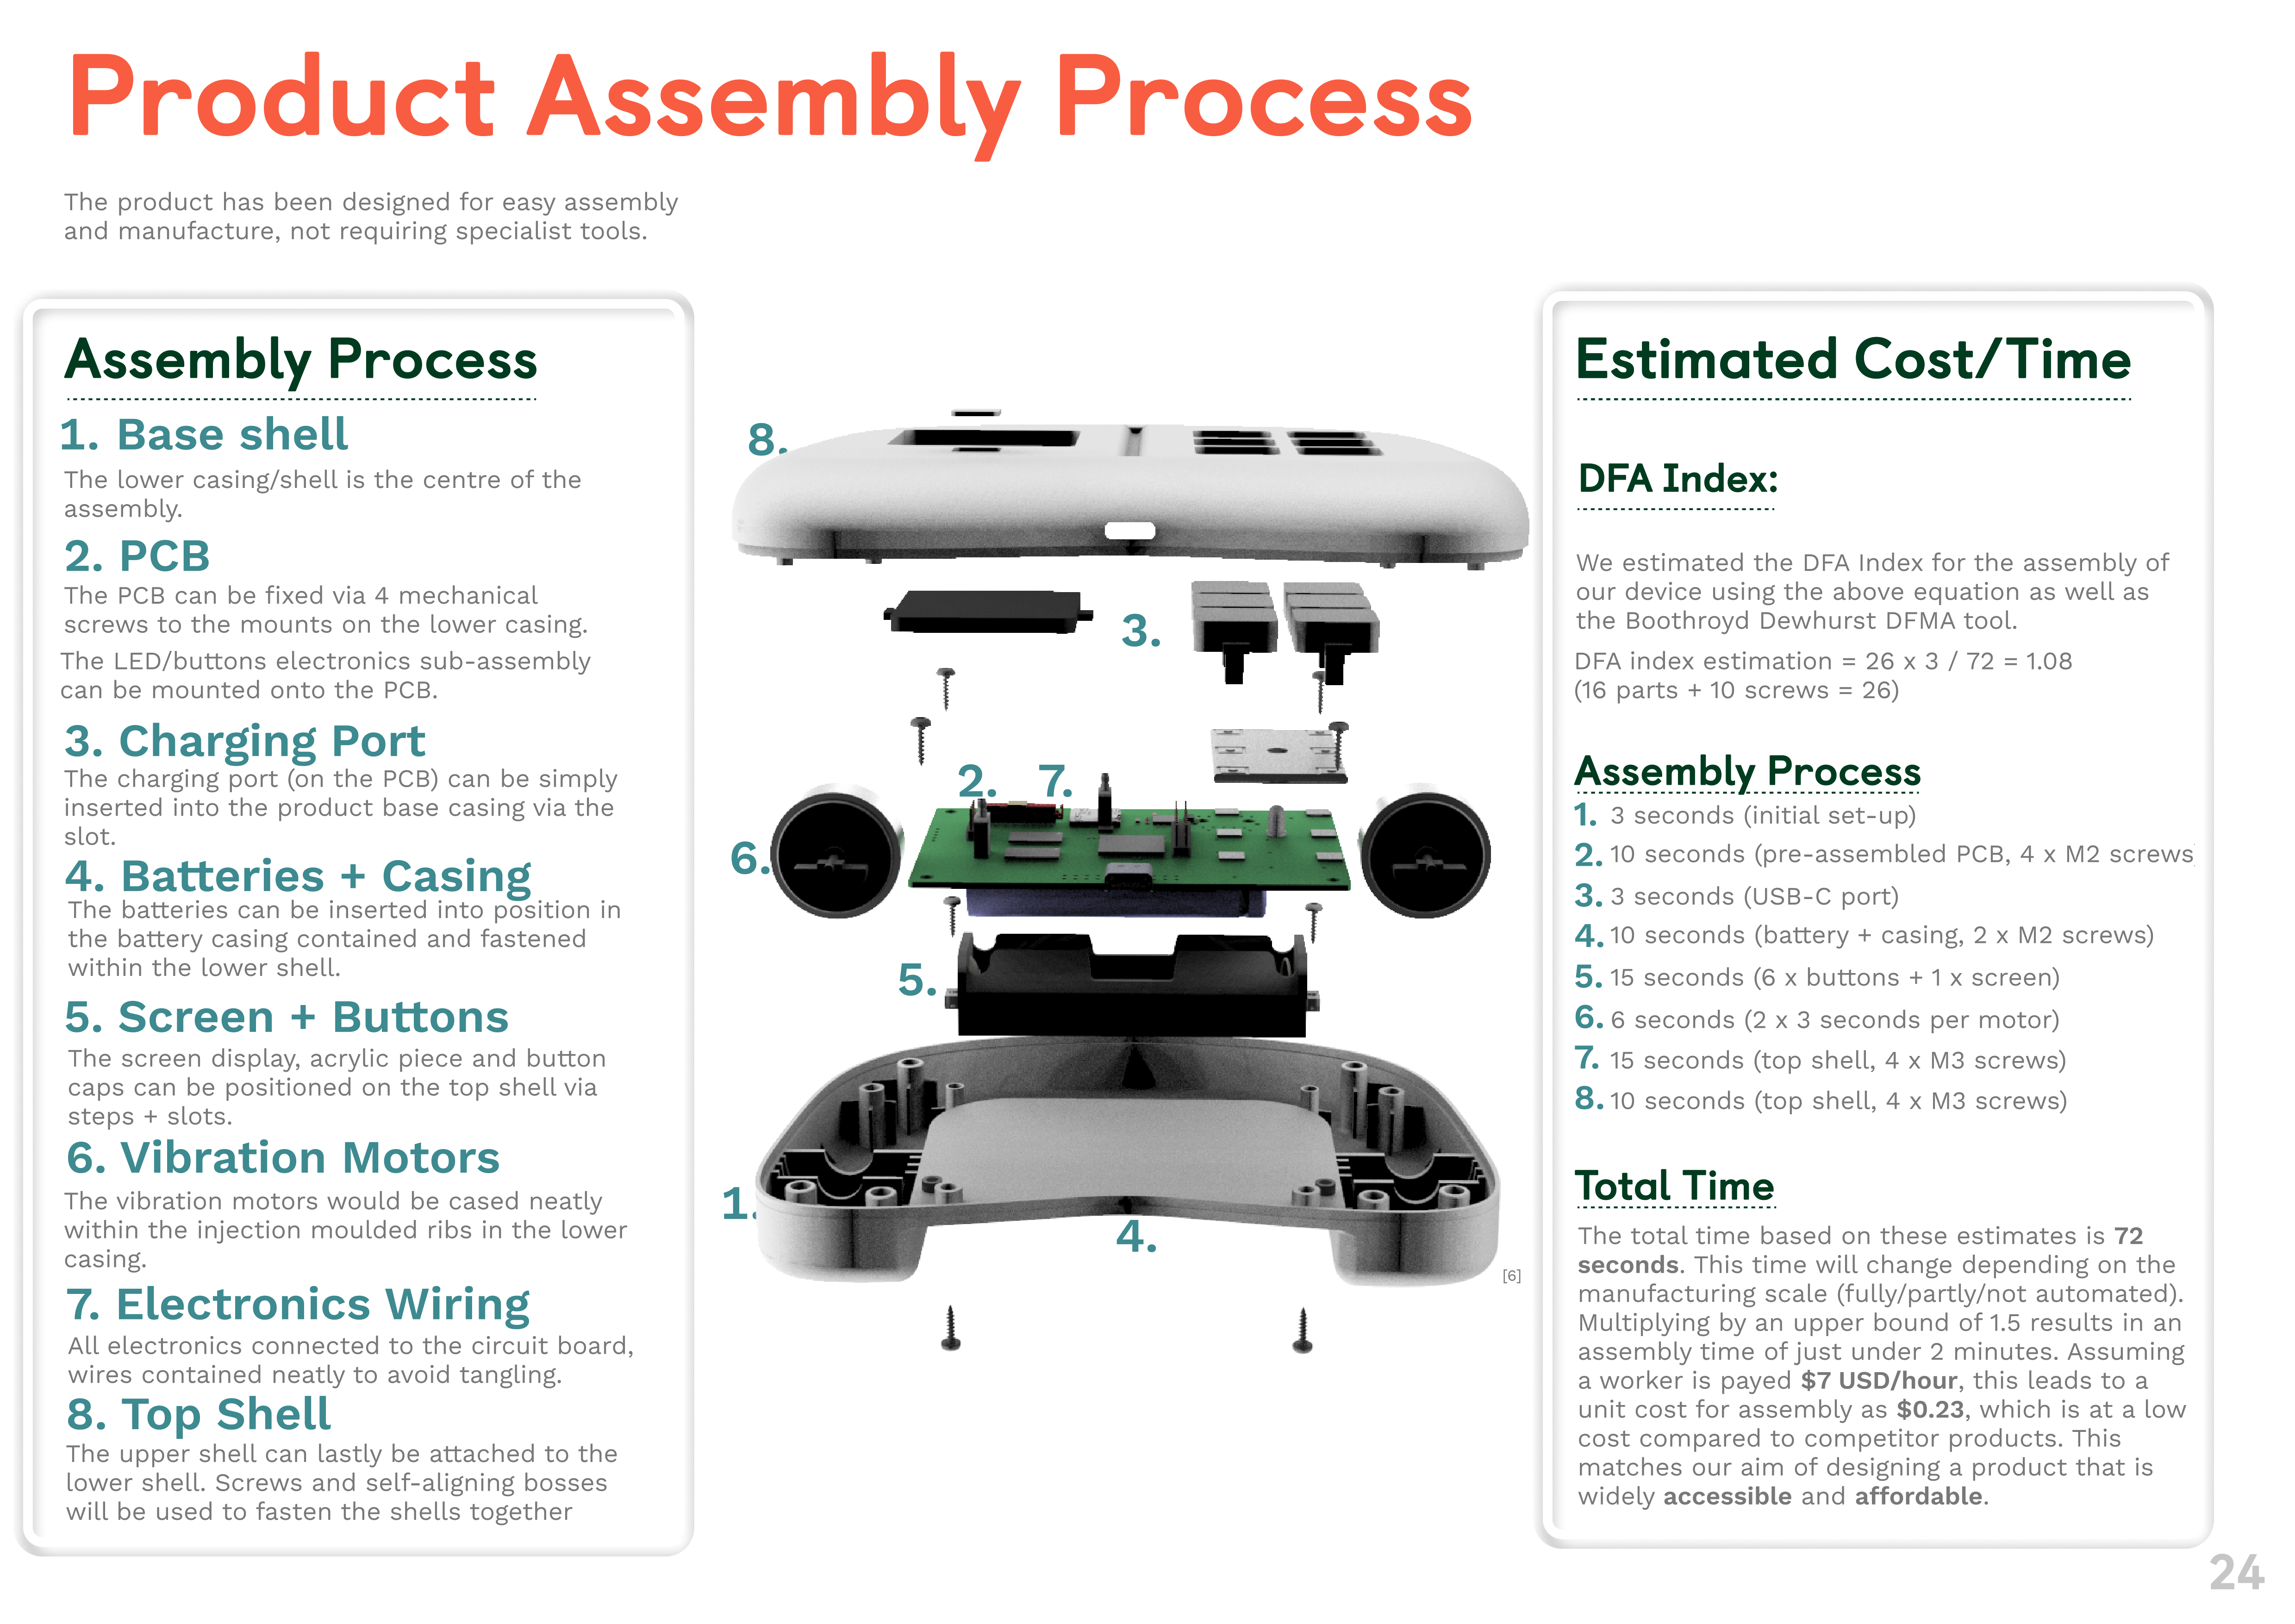 Product Assembly Process
The product has been designed for easy assembly
and manufacture, not requiring specialist tools.
Assembly Process
1. Base shell
The lower casing/shell is the centre of the
assembly.
2. PCB
The PCB can be fixed via 4 mechanical
screws to the mounts on the lower casing.
The LED/buttons electronics sub-assembly
can be mounted onto the PCB.
3. Charging Port
The charging port (on the PCB) can be simply
inserted into the product base casing via the
slot.
4. Batteries + Casing
The batteries can be inserted into position in
the battery casing contained and fastened
within the lower shell.
5. Screen + Buttons
The screen display, acrylic piece and button
caps can be positioned on the top shell via
steps + slots.
6. Vibration Motors
The vibration motors would be cased neatly
within the injection moulded ribs in the lower
casing.
7. Electronics Wiring
All electronics connected to the circuit board,
wires contained neatly to avoid tangling.
8. Top Shell
The upper shell can lastly be attached to the
lower shell. Screws and self-aligning bosses
will be used to fasten the shells together
8.
3.
2. 7.
6.
5.
1.
4.
[6]
Estimated Cost/Time
DFA Index:
We estimated the DFA Index for the assembly of
our device using the above equation as well as
the Boothroyd Dewhurst DFMA tool.
DFA index estimation = 26 x 3 / 72 = 1.08
(16 parts + 10 screws = 26)
Assembly Process
1. 3 seconds (initial set-up)
2. 10 seconds (pre-assembled PCB, 4 x M2 screws
3. 3 seconds (USB-C port)
4. 10 seconds (battery + casing, 2 x M2 screws)
5. 15 seconds (6 x buttons + 1 x screen)
6. 6 seconds (2 x 3 seconds per motor)
7. 15 seconds (top shell, 4 x M3 screws)
8. 10 seconds (top shell, 4 x M3 screws)
Total Time
The total time based on these estimates is 72
seconds. This time will change depending on the
manufacturing scale (fully/partly/not automated).
Multiplying by an upper bound of 1.5 results in an
assembly time of just under 2 minutes. Assuming
a worker is payed $7 USD/hour, this leads to a
unit cost for assembly as $0.23, which is at a low
cost compared to competitor products. This
matches our aim of designing a product that is
widely accessible and affordable.
24